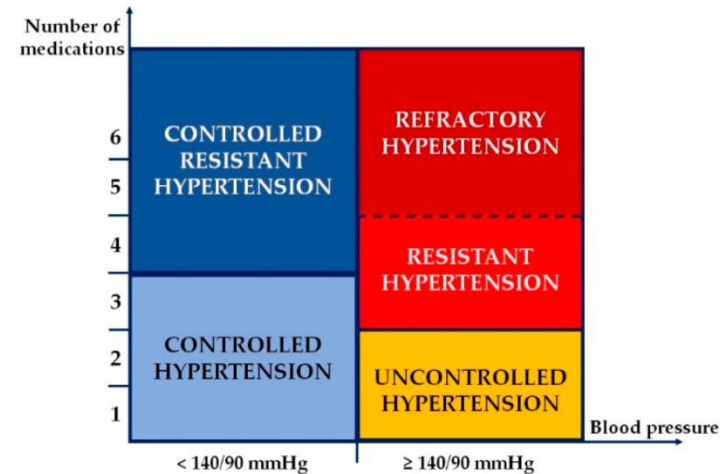 Number of
medications
6
5
4
3
2
1
CONTROLLED
RESISTANT
HYPERTENSION
REFRACTORY
HYPERTENSION
RESISTANT
HYPERTENSION
CONTROLLED
HYPERTENSION
UNCONTROLLED
HYPERTENSION
Blood pressure
< 140/90 mmHg
≥ 140/90 mmHg